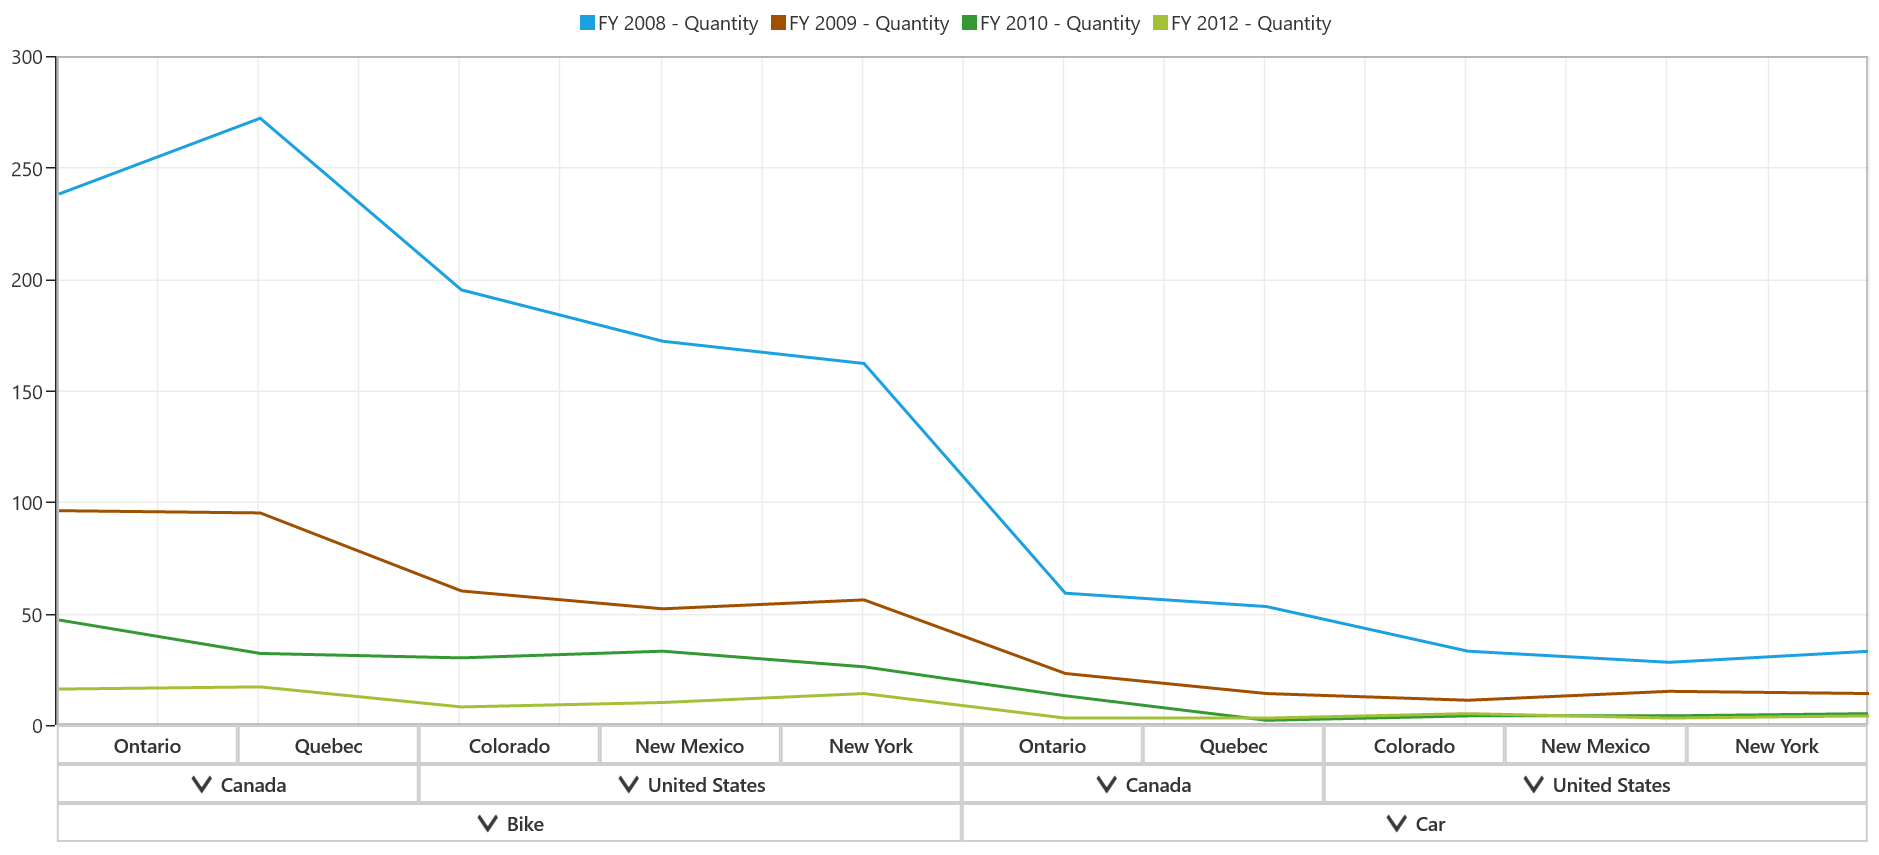 FY 2008 - Quantity FY 2009 - Quantity FY 2010 - Quantity FY 2012 - Quantity
300
250
200
150
100
50
0
Ontario Quebec Colorado New Mexico New York Ontario Quebec Colorado New Mexico New York
Canada United States Canada United States
Bike Car